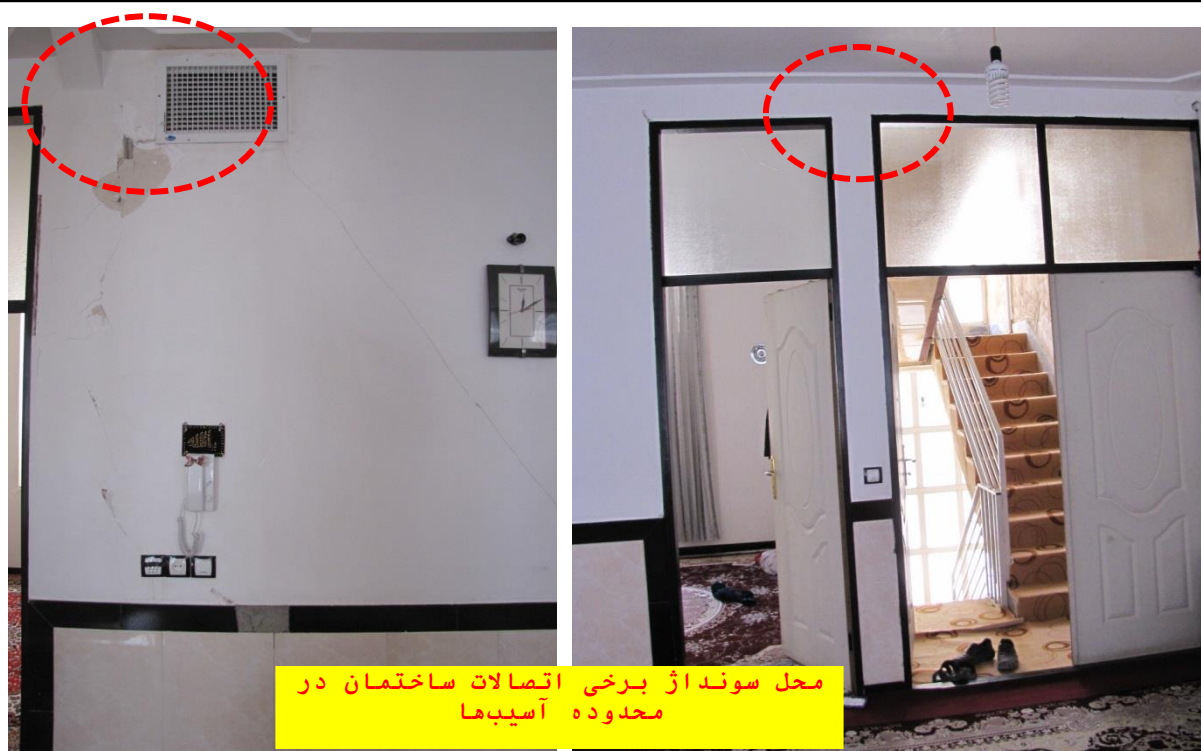 محل سونداژ برخی اتصالات ساختمان در
محدوده آسیب‌ها